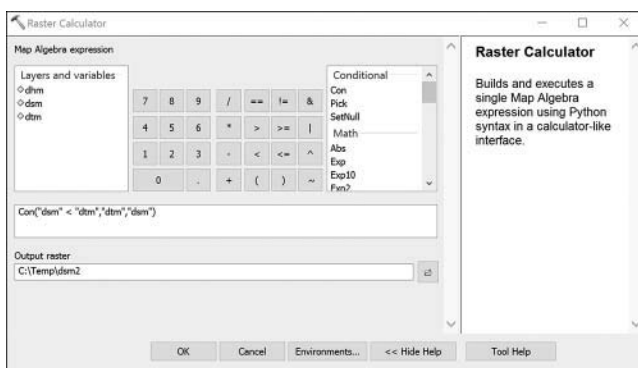 Raster Calculator
Map Algebra expression
Layers and variables
dhm
dsm
dtm
7 8 9 / == != &
4 5 6 * > >= |
1 2 3 - < <= ^
0 . + ( ) ~
Conditional
Con
Pick
SetNull
Math
Abs
Exp
Exp10
Exp2
Con("dsm" < "dtm","dtm","dsm")
Output raster
C:\Temp\dsm2
OK Cancel Environments... << Hide Help Tool Help
Raster Calculator
Builds and executes a
single Map Algebra
expression using Python
syntax in a calculator-like
interface.